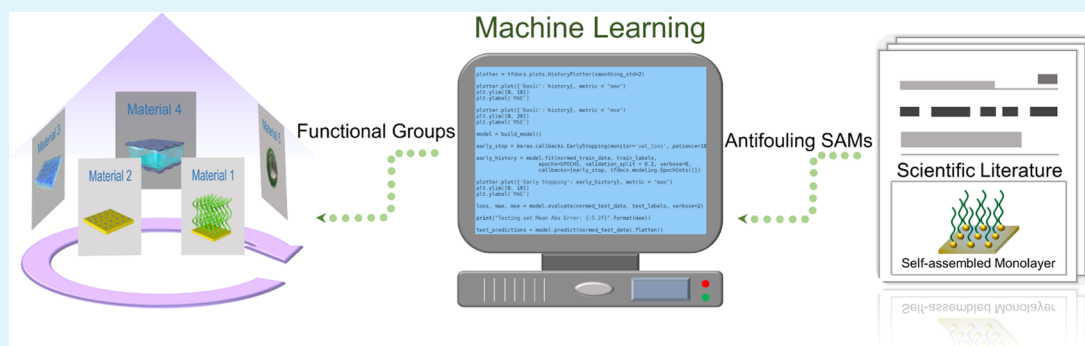 Machine Learning
Material 4
Material 3
Material 5
Material 2
Material 1
Functional Groups
plotter = tfdocs.plots.HistoryPlotter(smoothing_std=2)
plotter.plot({'Basic': history}, metric = "mae")
plt.ylim([0, 10])
plt.ylabel('MAE')
plotter.plot({'Basic': history}, metric = "mse")
plt.ylim([0, 20])
plt.ylabel('MSE')
model = build_model()
early_stop = keras.callbacks.EarlyStopping(monitor='val_loss', patience=10
early_history = model.fit(normed_train_data, train_labels,
epochs=EPOCHS, validation_split = 0.2, verbose=0,
callbacks=[early_stop, tfdocs.modeling.EpochDots()])
plotter.plot({'Early Stopping': early_history}, metric = "mae")
plt.ylim([0, 10])
plt.ylabel('MAE')
loss, mae, mse = model.evaluate(normed_test_data, test_labels, verbose=2)
print("Testing set Mean Abs Error: {:5.2f}".format(mae))
test_predictions = model.predict(normed_test_data).flatten()
Antifouling SAMs
Scientific Literature
Self-assembled Monolayer
Self-assembled Monolayer